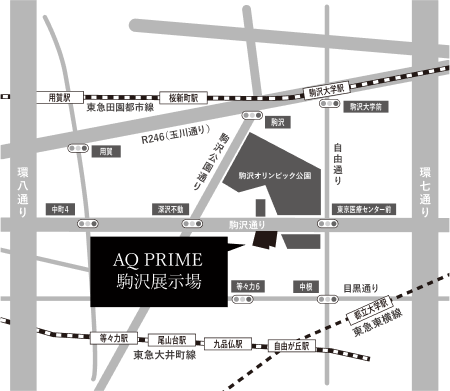 駒沢大学駅
用賀駅
桜新町駅
東急田園都市線
駒沢大学前
駒沢
R246(玉川通り)
用賀
駒沢公園通り
自由通り
駒沢オリンピック公園
環八通り
環七通り
中町4
深沢不動
駒沢通り
東京医療センター前
AQ PRIME
駒沢展示場
等々力6
中根
目黒通り
都立大学駅
東急東横線
等々力駅
尾山台駅
九品仏駅
自由が丘駅
東急大井町線